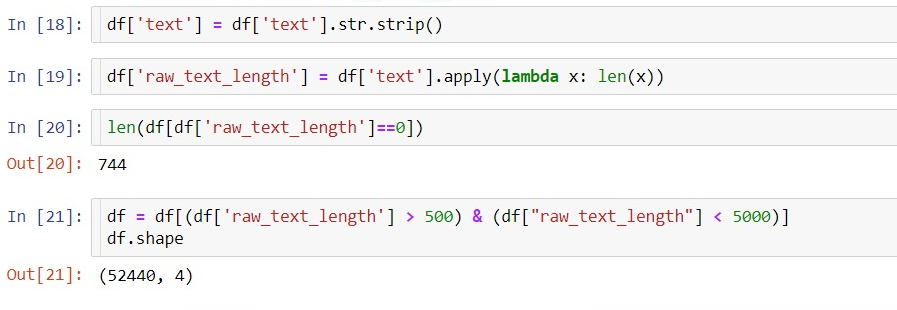 In [18]: df['text'] = df['text'].str.strip()
In [19]: df['raw_text_length'] = df['text'].apply(lambda x: len(x))
In [20]: len(df[df['raw_text_length']==0])
Out[20]: 744
In [21]: df = df[(df['raw_text_length'] > 500) & (df["raw_text_length"] < 5000)]
df.shape
Out[21]: (52440, 4)